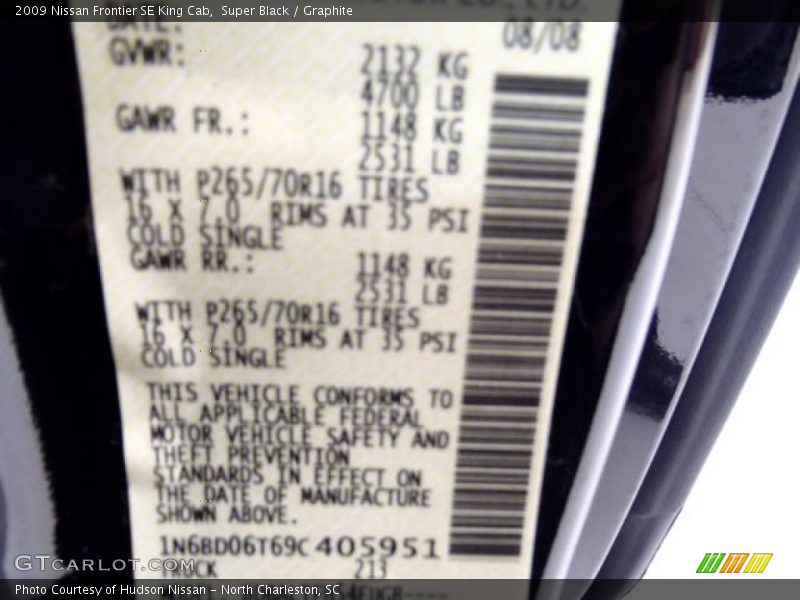 2009 Nissan Frontier SE King Cab, Super Black / Graphite
DATE: 08/08
GVWR: 2132 KG
4700 LB
GAWR FR.: 1148 KG
2531 LB
WITH P265/70R16 TIRES
16 X 7.0 RIMS AT 35 PSI
COLD SINGLE
GAWR RR.: 1148 KG
2531 LB
WITH P265/70R16 TIRES
16 X 7.0 RIMS AT 35 PSI
COLD SINGLE
THIS VEHICLE CONFORMS TO
ALL APPLICABLE FEDERAL
MOTOR VEHICLE SAFETY AND
THEFT PREVENTION
STANDARDS IN EFFECT ON
THE DATE OF MANUFACTURE
SHOWN ABOVE.
1N6BD06T69C405951
TRUCK 213
GTCARLOT.COM
Photo Courtesy of Hudson Nissan - North Charleston, SC